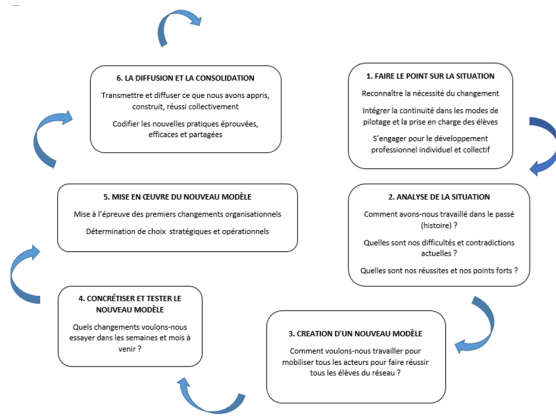 1. FAIRE LE POINT SUR LA SITUATION
Reconnaître la nécessité du changement
Intégrer la continuité dans les modes de
pilotage et la prise en charge des élèves
S'engager pour le développement
professionnel individuel et collectif
2. ANALYSE DE LA SITUATION
Comment avons-nous travaillé dans le passé
(histoire) ?
Quelles sont nos difficultés et contradictions
actuelles ?
Quelles sont nos réussites et nos points forts ?
3. CREATION D'UN NOUVEAU MODÈLE
Comment voulons-nous travailler pour
mobiliser tous les acteurs pour faire réussir
tous les élèves du réseau ?
4. CONCRÉTISER ET TESTER LE
NOUVEAU MODÈLE
Quels changements voulons-nous
essayer dans les semaines et mois à
venir ?
5. MISE EN ŒUVRE DU NOUVEAU MODÈLE
Mise à l'épreuve des premiers changements organisationnels
Détermination de choix stratégiques et opérationnels
6. LA DIFFUSION ET LA CONSOLIDATION
Transmettre et diffuser ce que nous avons appris,
construit, réussi collectivement
Codifier les nouvelles pratiques éprouvées,
efficaces et partagées